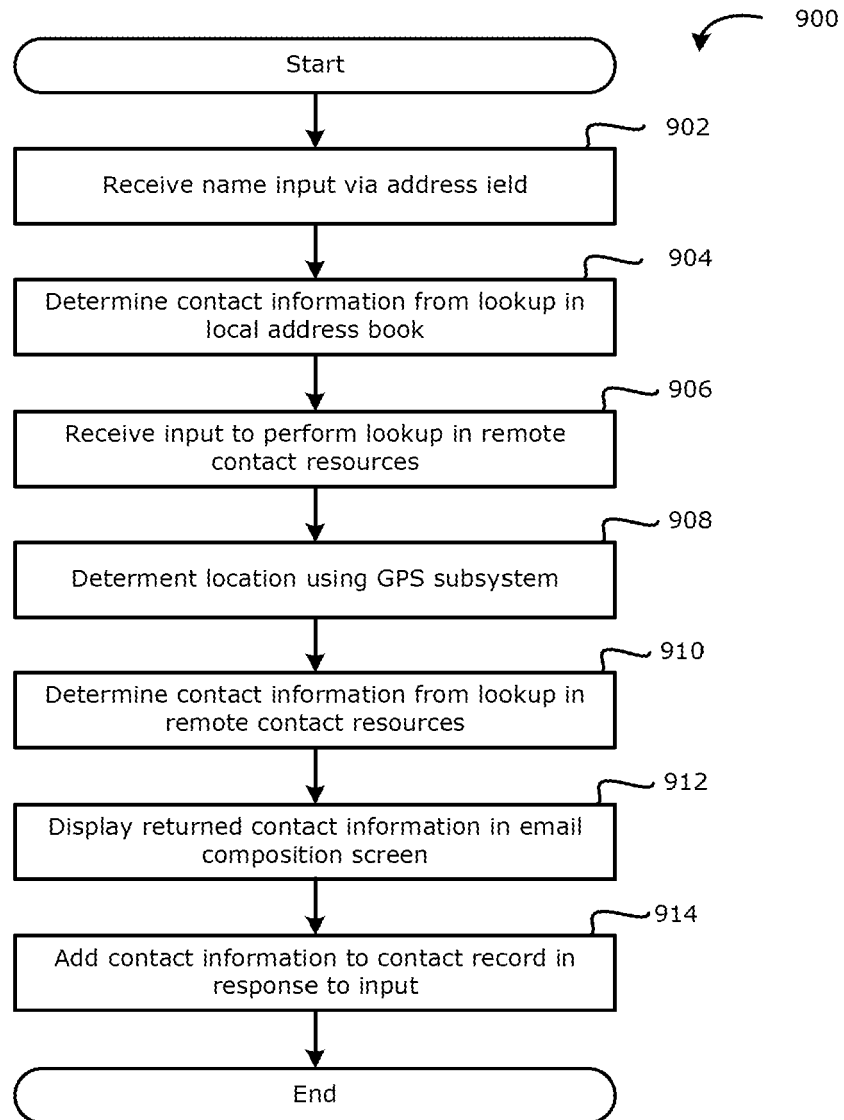 900
Start
902
Receive name input via address ield
904
Determine contact information from lookup in
local address book
906
Receive input to perform lookup in remote
contact resources
908
Determent location using GPS subsystem
910
Determine contact information from lookup in
remote contact resources
912
Display returned contact information in email
composition screen
914
Add contact information to contact record in
response to input
End